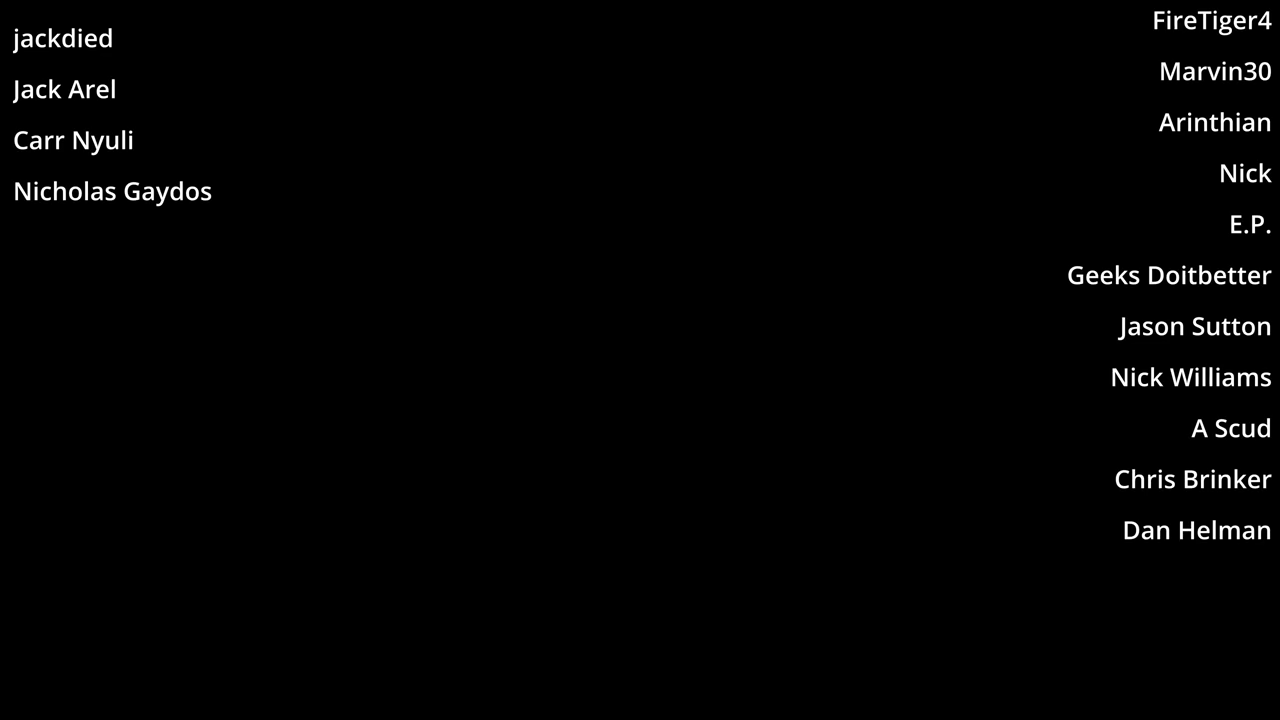 jackdied
Jack Arel
Carr Nyuli
Nicholas Gaydos
FireTiger4
Marvin30
Arinthian
Nick
E.P.
Geeks Doitbetter
Jason Sutton
Nick Williams
A Scud
Chris Brinker
Dan Helman